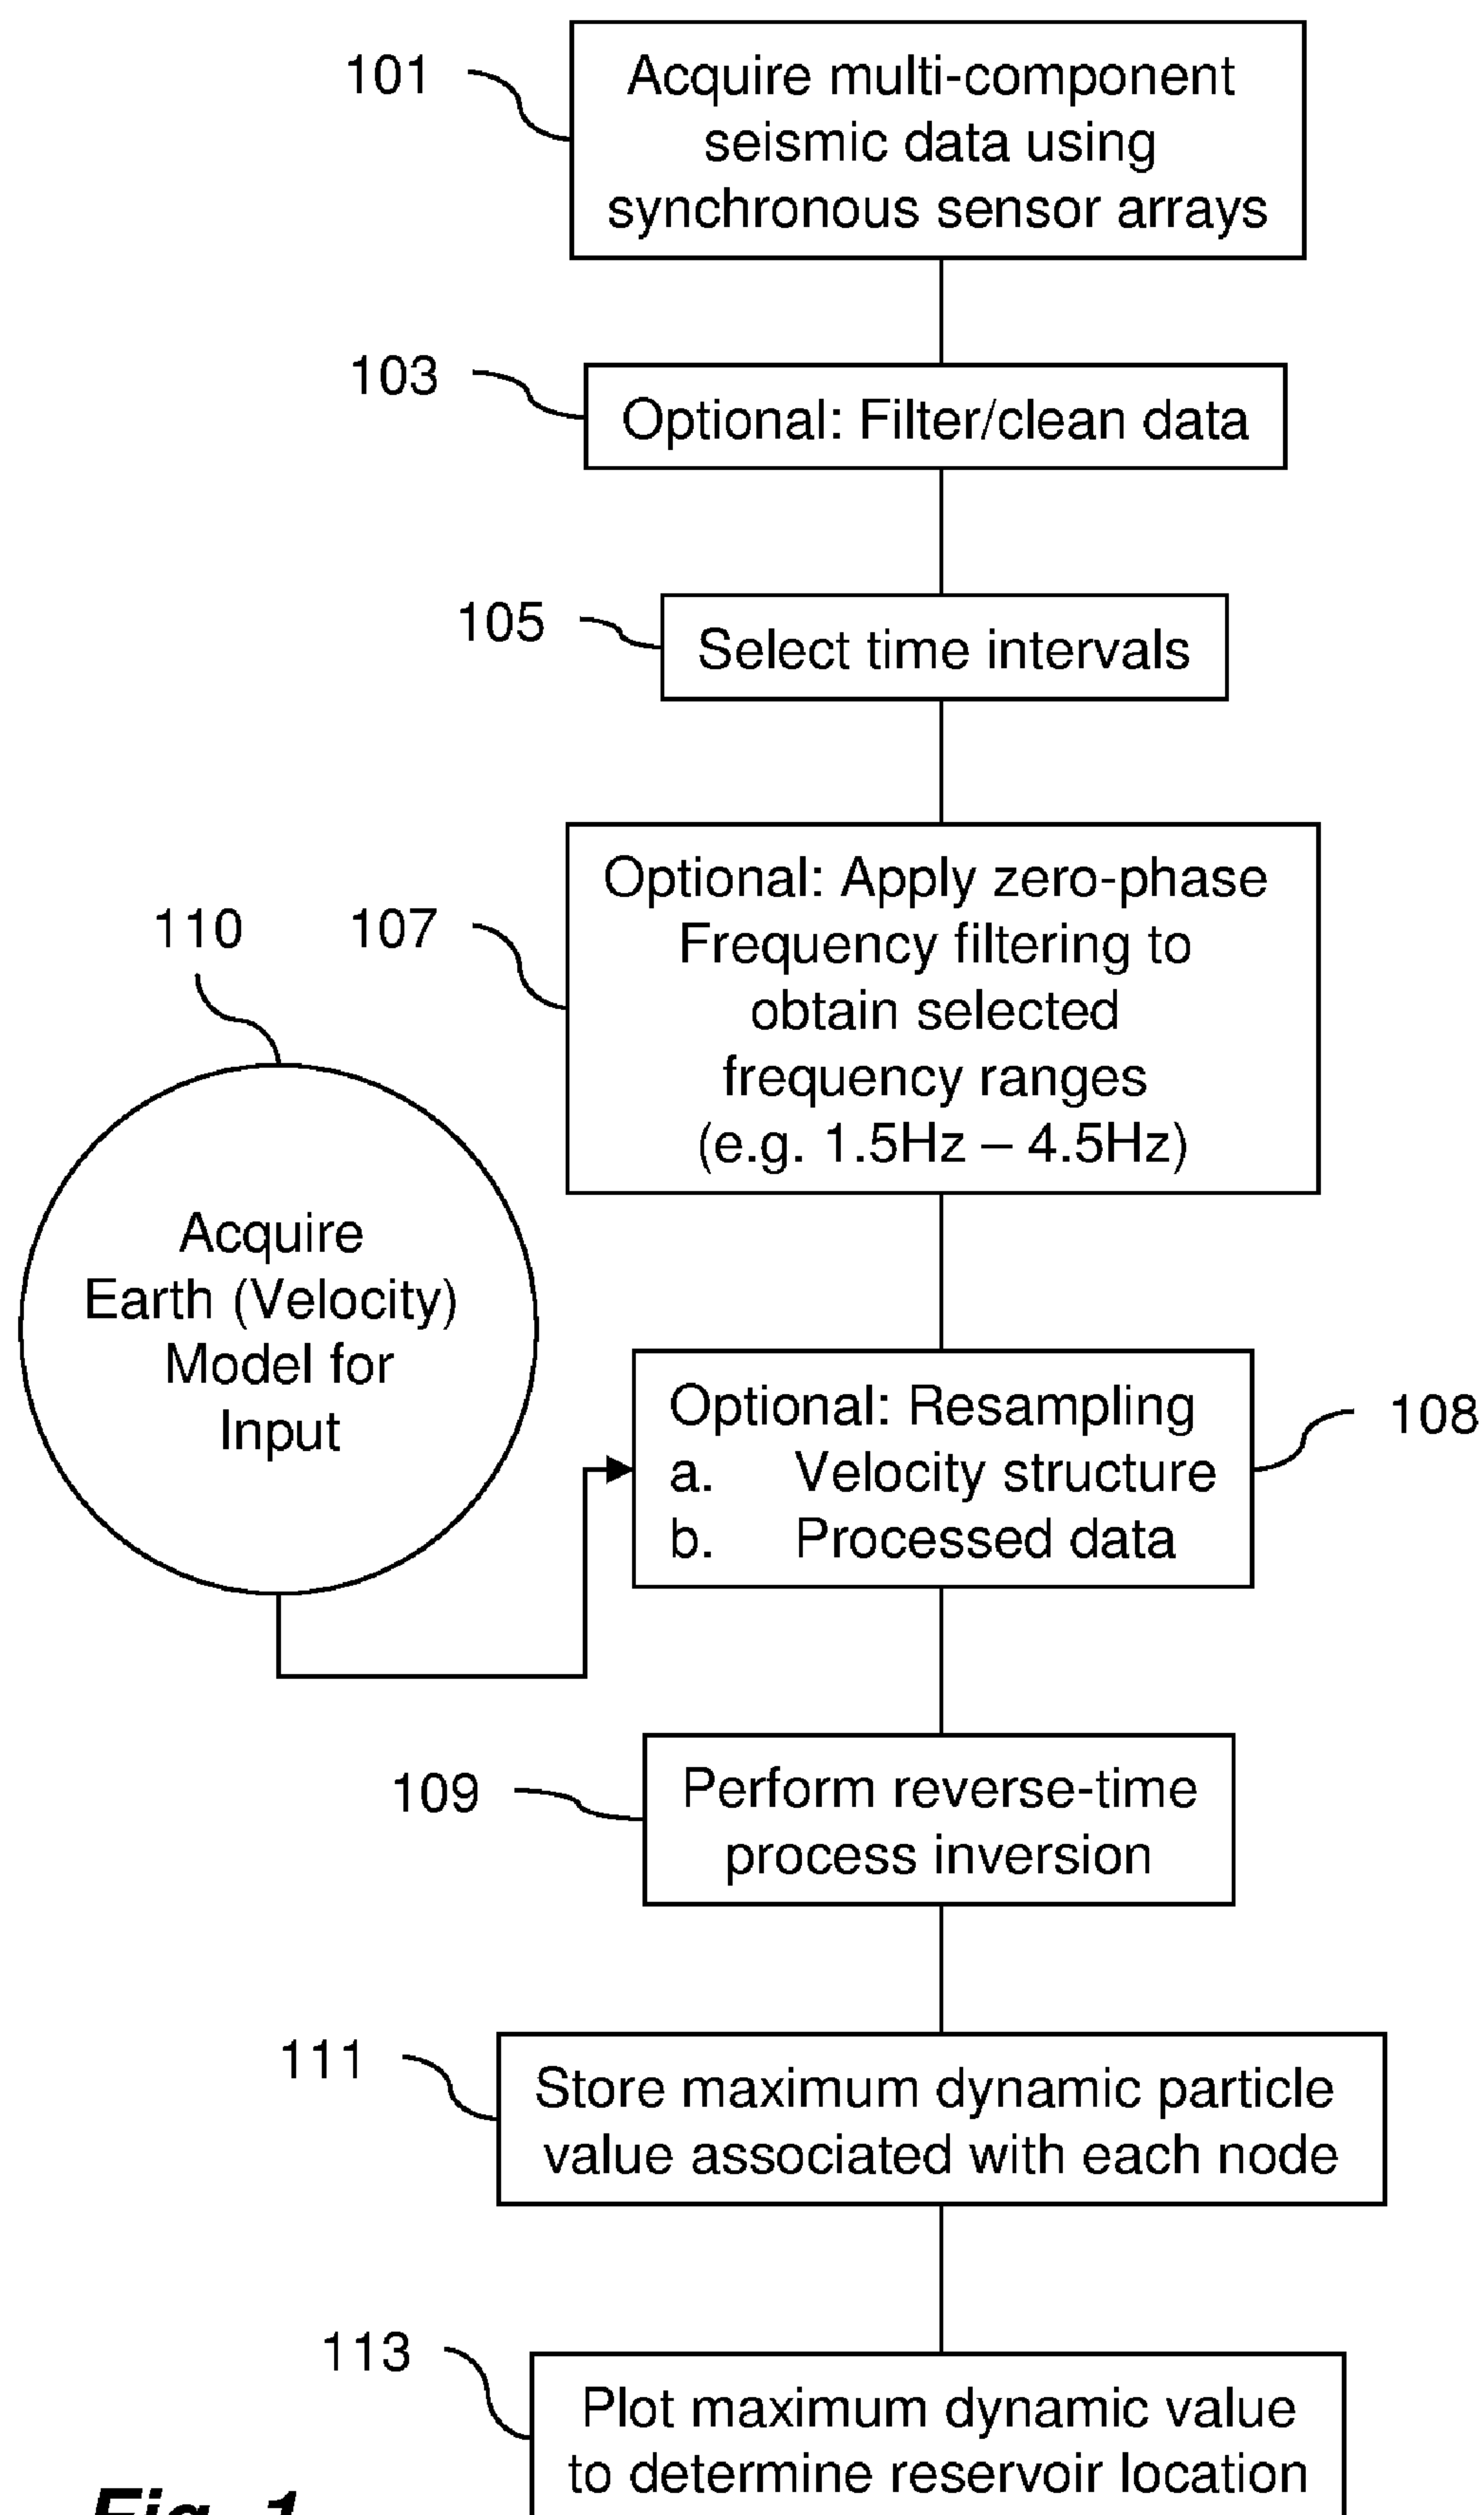 101
Acquire multi-component
seismic data using
synchronous sensor arrays
103
Optional: Filter/clean data
105
Select time intervals
110
107
Optional: Apply zero-phase
Frequency filtering to
obtain selected
frequency ranges
(e.g. 1.5Hz – 4.5Hz)
Acquire
Earth (Velocity)
Model for
Input
Optional: Resampling
a. Velocity structure
b. Processed data
108
109
Perform reverse-time
process inversion
111
Store maximum dynamic particle
value associated with each node
113
Plot maximum dynamic value
to determine reservoir location
Fig. 1